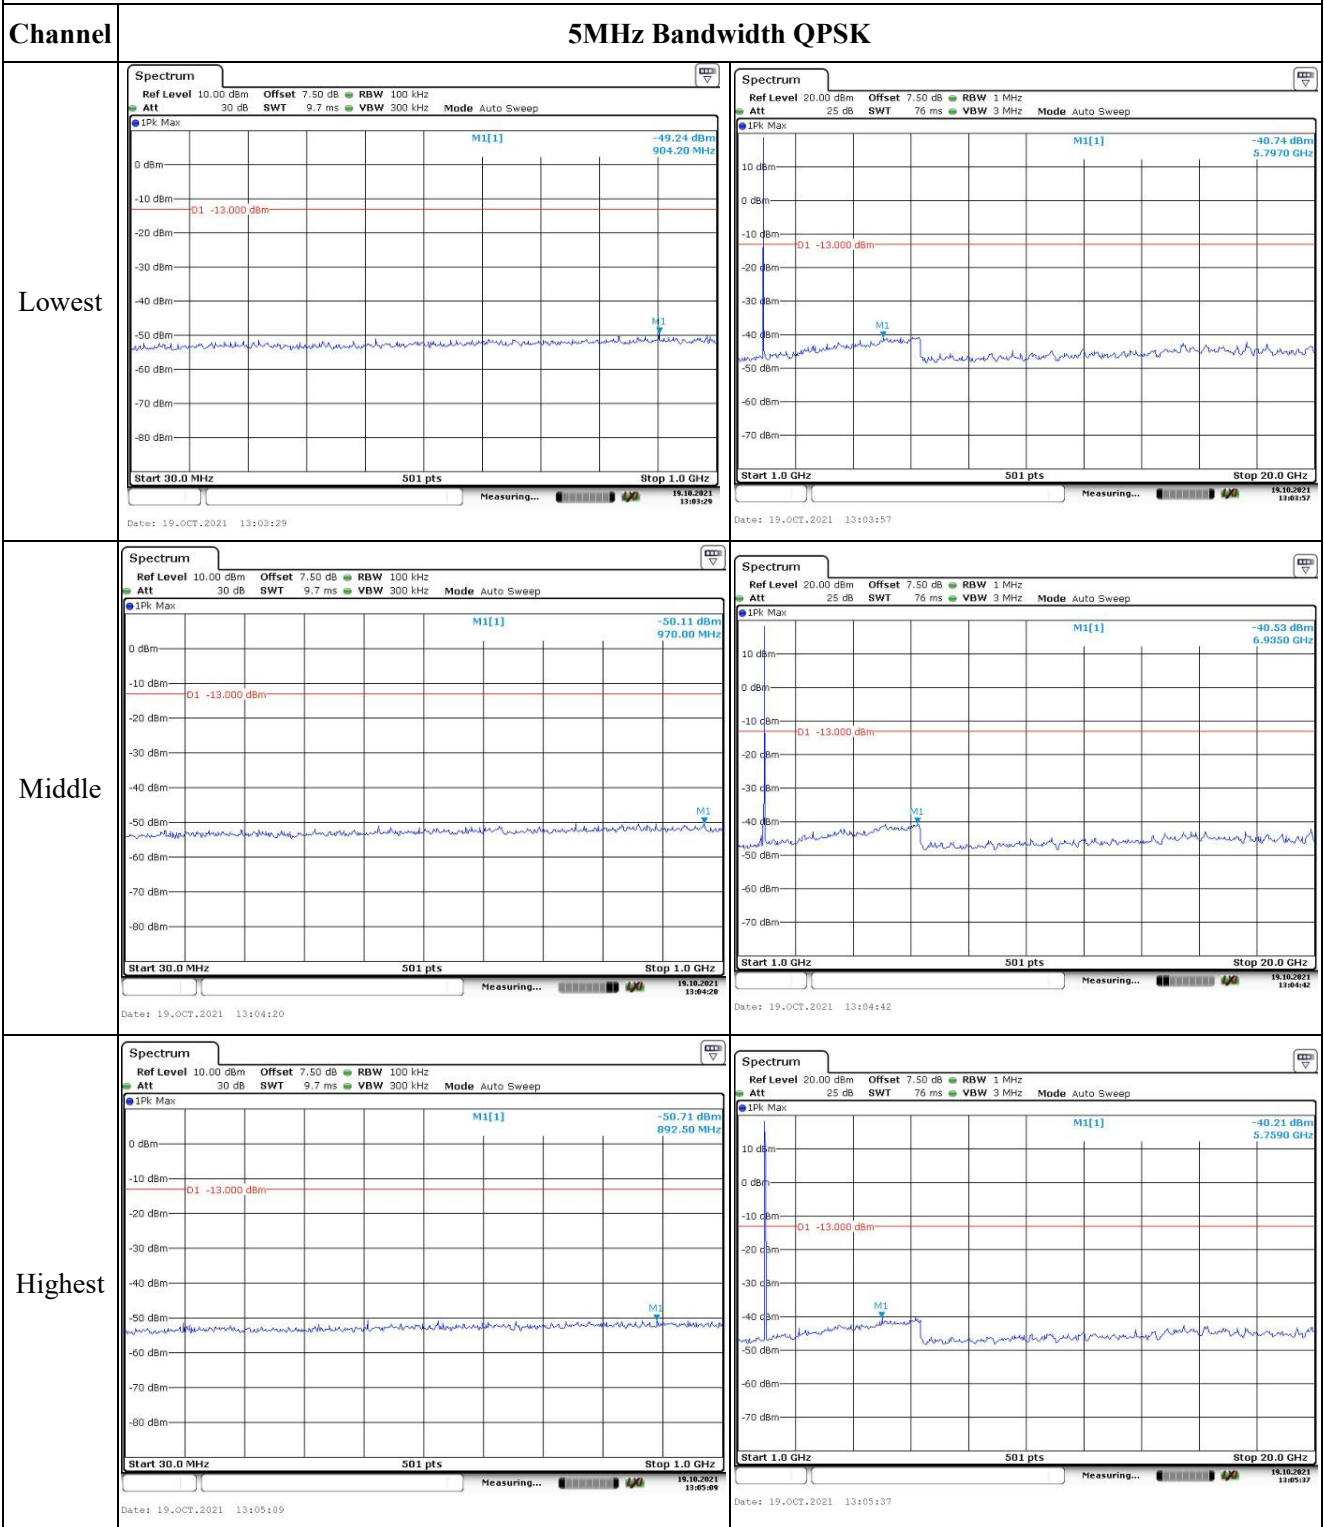 Channel
5MHz Bandwidth QPSK
Lowest
Spectrum
Ref Level 10.00 dBm Offset 7.50 dB RBW 100 kHz
Att 30 dB SWT 9.7 ms VBW 300 kHz Mode Auto Sweep
1Pk Max
M1[1] -49.24 dBm
904.20 MHz
0 dBm
-10 dBm
D1 -13.000 dBm
-20 dBm
-30 dBm
-40 dBm
M1
-50 dBm
-60 dBm
-70 dBm
-80 dBm
Start 30.0 MHz 501 pts Stop 1.0 GHz
Measuring... 19.10.2021
13:03:29
Date: 19.OCT.2021 13:03:29
Spectrum
Ref Level 20.00 dBm Offset 7.50 dB RBW 1 MHz
Att 25 dB SWT 76 ms VBW 3 MHz Mode Auto Sweep
1Pk Max
M1[1] -40.74 dBm
5.7970 GHz
10 dBm
0 dBm
-10 dBm
D1 -13.000 dBm
-20 dBm
-30 dBm
M1
-40 dBm
-50 dBm
-60 dBm
-70 dBm
Start 1.0 GHz 501 pts Stop 20.0 GHz
Measuring... 19.10.2021
13:03:57
Date: 19.OCT.2021 13:03:57
Middle
Spectrum
Ref Level 10.00 dBm Offset 7.50 dB RBW 100 kHz
Att 30 dB SWT 9.7 ms VBW 300 kHz Mode Auto Sweep
1Pk Max
M1[1] -50.11 dBm
970.00 MHz
0 dBm
-10 dBm
D1 -13.000 dBm
-20 dBm
-30 dBm
-40 dBm
M1
-50 dBm
-60 dBm
-70 dBm
-80 dBm
Start 30.0 MHz 501 pts Stop 1.0 GHz
Measuring... 19.10.2021
13:04:20
Date: 19.OCT.2021 13:04:20
Spectrum
Ref Level 20.00 dBm Offset 7.50 dB RBW 1 MHz
Att 25 dB SWT 76 ms VBW 3 MHz Mode Auto Sweep
1Pk Max
M1[1] -40.53 dBm
6.9350 GHz
10 dBm
0 dBm
-10 dBm
D1 -13.000 dBm
-20 dBm
-30 dBm
M1
-40 dBm
-50 dBm
-60 dBm
-70 dBm
Start 1.0 GHz 501 pts Stop 20.0 GHz
Measuring... 19.10.2021
13:04:42
Date: 19.OCT.2021 13:04:42
Highest
Spectrum
Ref Level 10.00 dBm Offset 7.50 dB RBW 100 kHz
Att 30 dB SWT 9.7 ms VBW 300 kHz Mode Auto Sweep
1Pk Max
M1[1] -50.71 dBm
892.50 MHz
0 dBm
-10 dBm
D1 -13.000 dBm
-20 dBm
-30 dBm
-40 dBm
M1
-50 dBm
-60 dBm
-70 dBm
-80 dBm
Start 30.0 MHz 501 pts Stop 1.0 GHz
Measuring... 19.10.2021
13:05:09
Date: 19.OCT.2021 13:05:09
Spectrum
Ref Level 20.00 dBm Offset 7.50 dB RBW 1 MHz
Att 25 dB SWT 76 ms VBW 3 MHz Mode Auto Sweep
1Pk Max
M1[1] -40.21 dBm
5.7590 GHz
10 dBm
0 dBm
-10 dBm
D1 -13.000 dBm
-20 dBm
-30 dBm
M1
-40 dBm
-50 dBm
-60 dBm
-70 dBm
Start 1.0 GHz 501 pts Stop 20.0 GHz
Measuring... 19.10.2021
13:05:37
Date: 19.OCT.2021 13:05:37